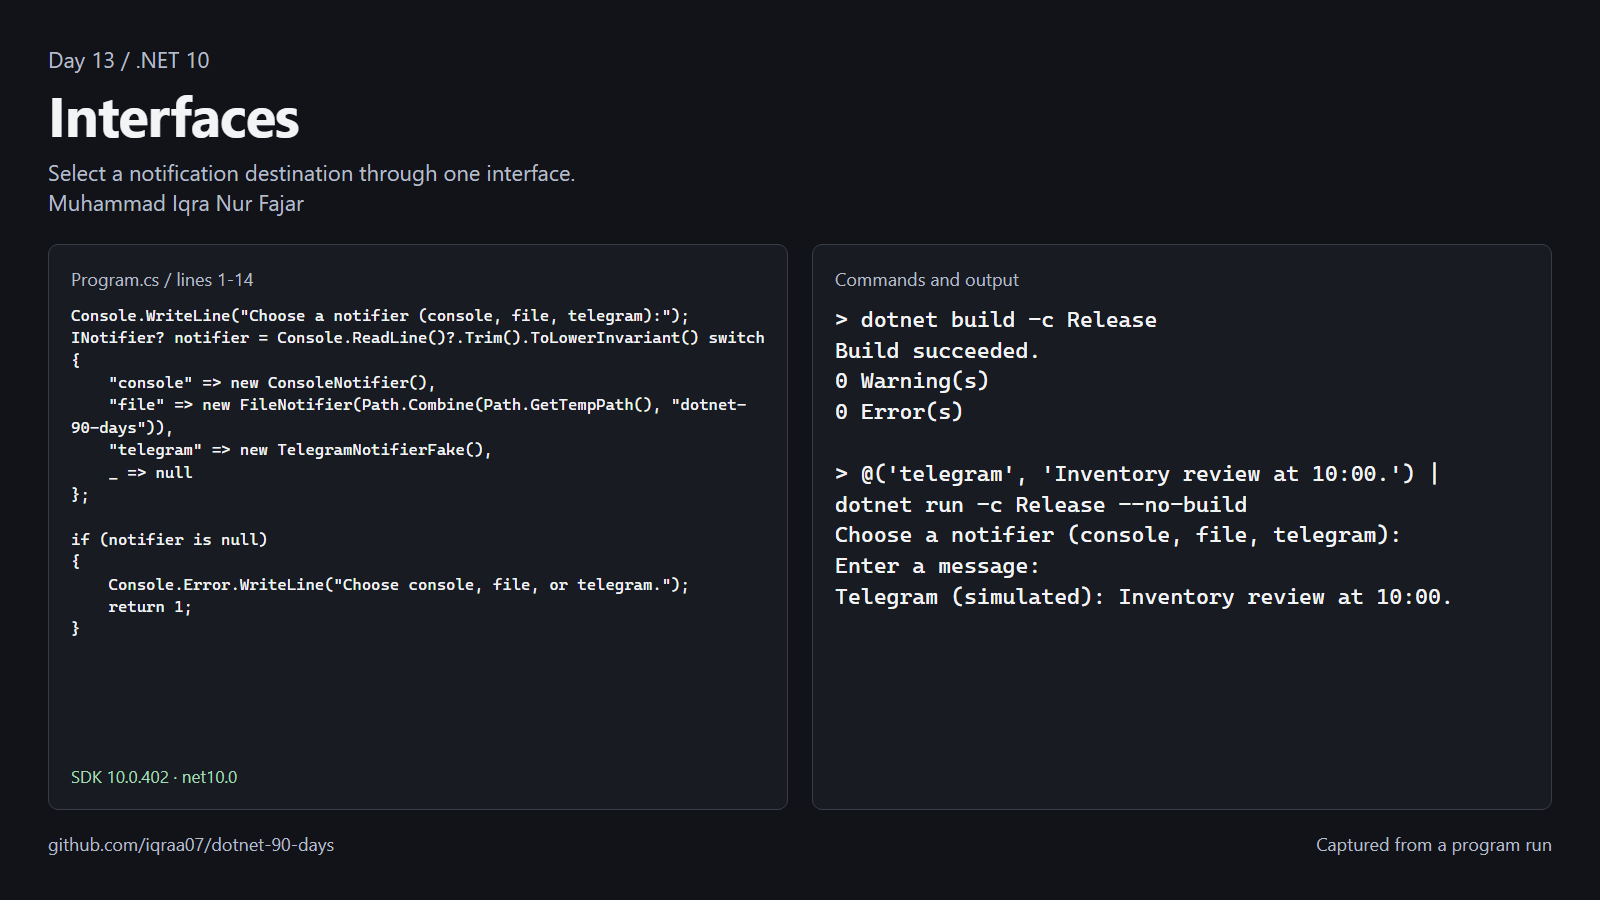 Day 13 / .NET 10
Interfaces
Select a notification destination through one interface.
Muhammad Iqra Nur Fajar
Program.cs / lines 1-14
Console.WriteLine("Choose a notifier (console, file, telegram):");
INotifier? notifier = Console.ReadLine()?.Trim().ToLowerInvariant() switch
{
    "console" => new ConsoleNotifier(),
    "file" => new FileNotifier(Path.Combine(Path.GetTempPath(), "dotnet-
90-days")),
    "telegram" => new TelegramNotifierFake(),
    _ => null
};

if (notifier is null)
{
    Console.Error.WriteLine("Choose console, file, or telegram.");
    return 1;
}
SDK 10.0.402 · net10.0
Commands and output
> dotnet build -c Release
Build succeeded.
0 Warning(s)
0 Error(s)

> @('telegram', 'Inventory review at 10:00.') |
dotnet run -c Release --no-build
Choose a notifier (console, file, telegram):
Enter a message:
Telegram (simulated): Inventory review at 10:00.
github.com/iqraa07/dotnet-90-days
Captured from a program run